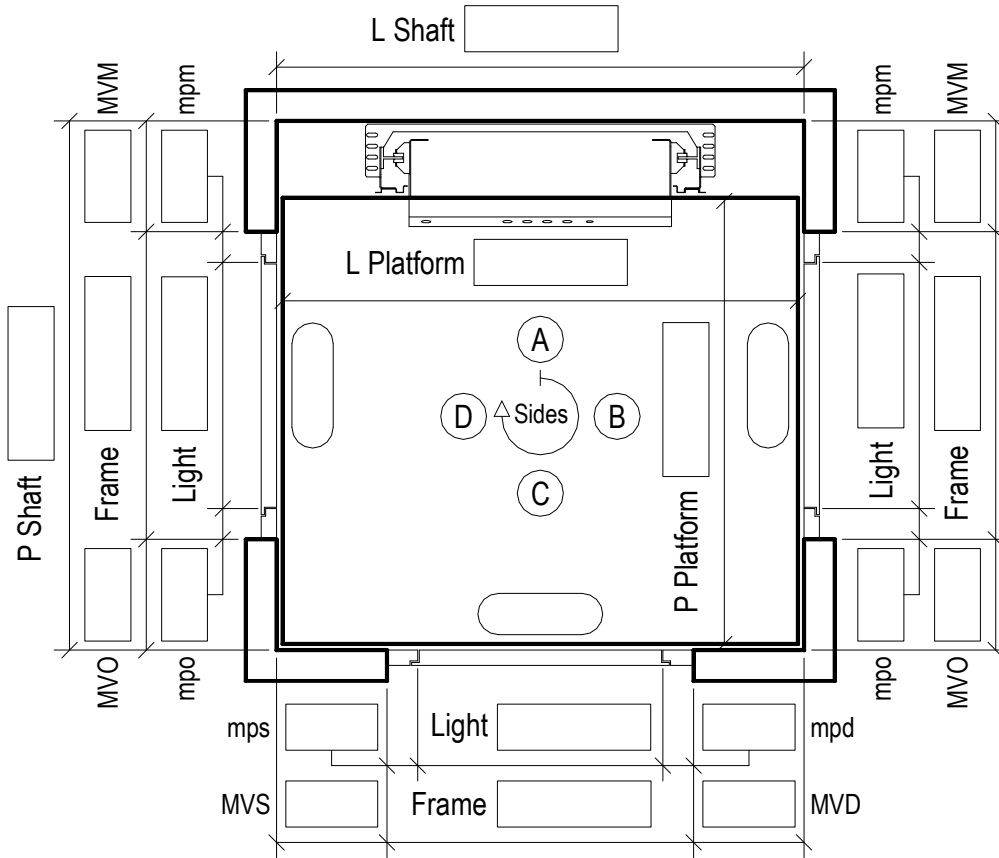 L Shaft
MVM
mpm
mpm
MVM
L Platform
A
D
Sides
B
C
P Shaft
Frame
Light
P Platform
Light
Frame
MVO
mpo
mpo
MVO
mps
Light
mpd
MVS
Frame
MVD